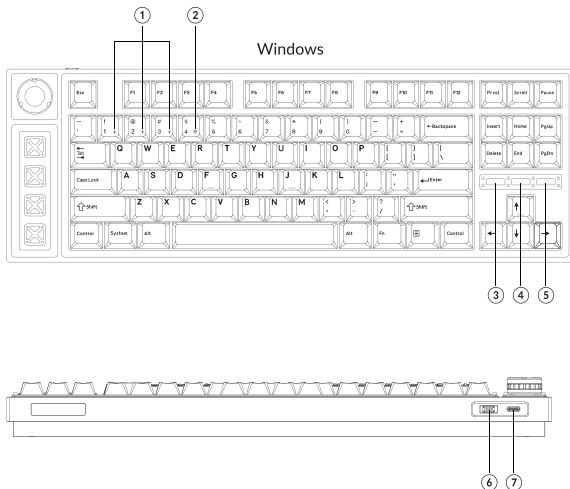 ① ②
Windows
Esc F1 F2 F3 F4 F5 F6 F7 F8 F9 F10 F11 F12 Print Scroll Pause
! @ # $ % ^ & * ( ) — + ←Backspace Insert Home PgUp
1 2 3 4 5 6 7 8 9 0 - =
Tab Q W E R T Y U I O P { [ } ] | \ Delete End PgDn
Caps Lock A S D F G H J K L : ; " ' Enter
⇧Shift Z X C V B N M < , > . ? / ⇧Shift ↑
Control System Alt Alt Fn Control ← ↓ →
③ ④ ⑤
⑥ ⑦